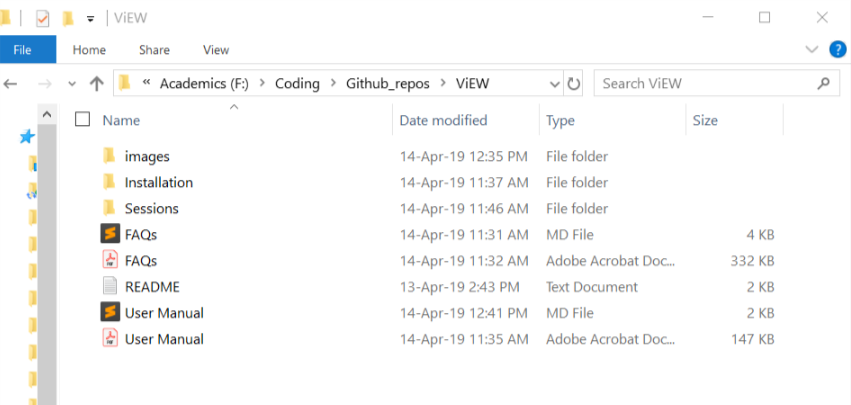 ViEW
File Home Share View
« Academics (F:) > Coding > Github_repos > ViEW Search ViEW
Name Date modified Type Size
images 14-Apr-19 12:35 PM File folder
Installation 14-Apr-19 11:37 AM File folder
Sessions 14-Apr-19 11:46 AM File folder
FAQs 14-Apr-19 11:31 AM MD File 4 KB
FAQs 14-Apr-19 11:32 AM Adobe Acrobat Doc... 332 KB
README 13-Apr-19 2:43 PM Text Document 2 KB
User Manual 14-Apr-19 12:41 PM MD File 2 KB
User Manual 14-Apr-19 11:35 AM Adobe Acrobat Doc... 147 KB